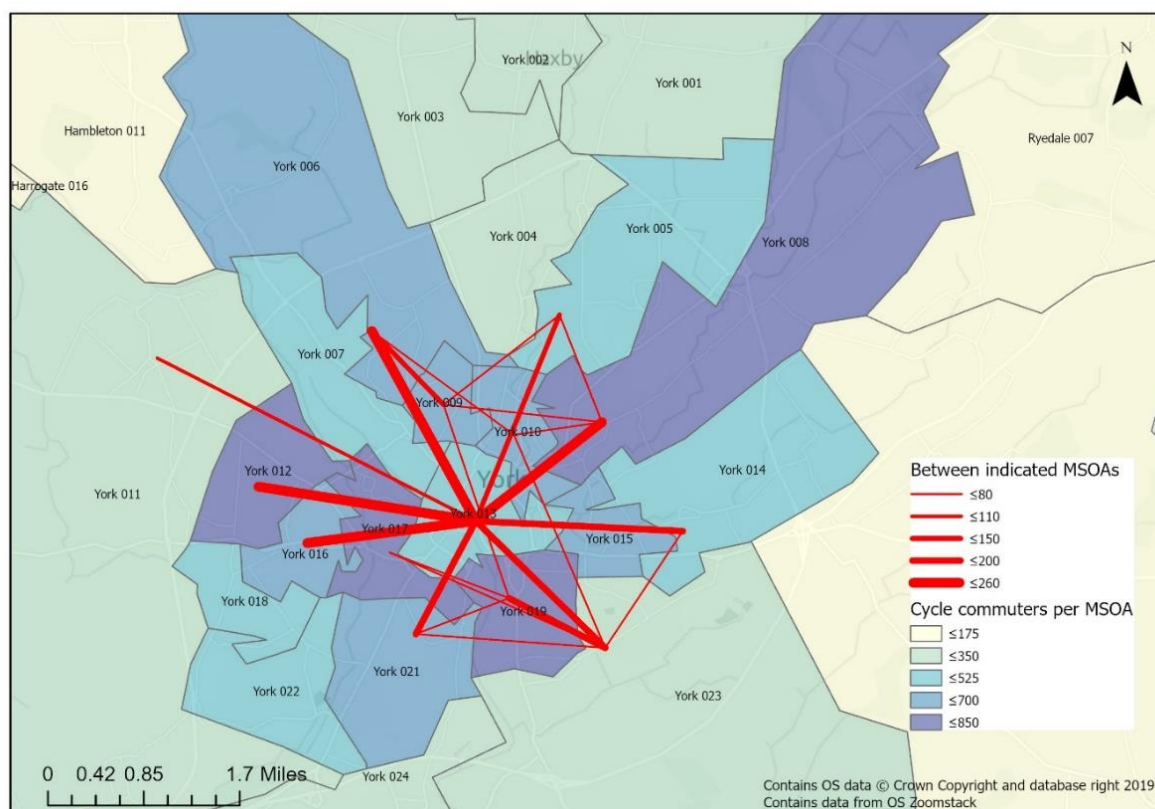 Haxby
York 002
York 001
N
York 003
Hambleton 011
Ryedale 007
York 006
Harrogate 016
York 004
York 005
York 008
York 007
York 009
York 010
York 012
York 014
York 011
York
York 013
York 017
York 015
York 016
York 018
York 019
York 021
York 022
York 023
York 024
Between indicated MSOAs
≤80
≤110
≤150
≤200
≤260
Cycle commuters per MSOA
≤175
≤350
≤525
≤700
≤850
0 0.42 0.85 1.7 Miles
Contains OS data © Crown Copyright and database right 2019
Contains data from OS Zoomstack